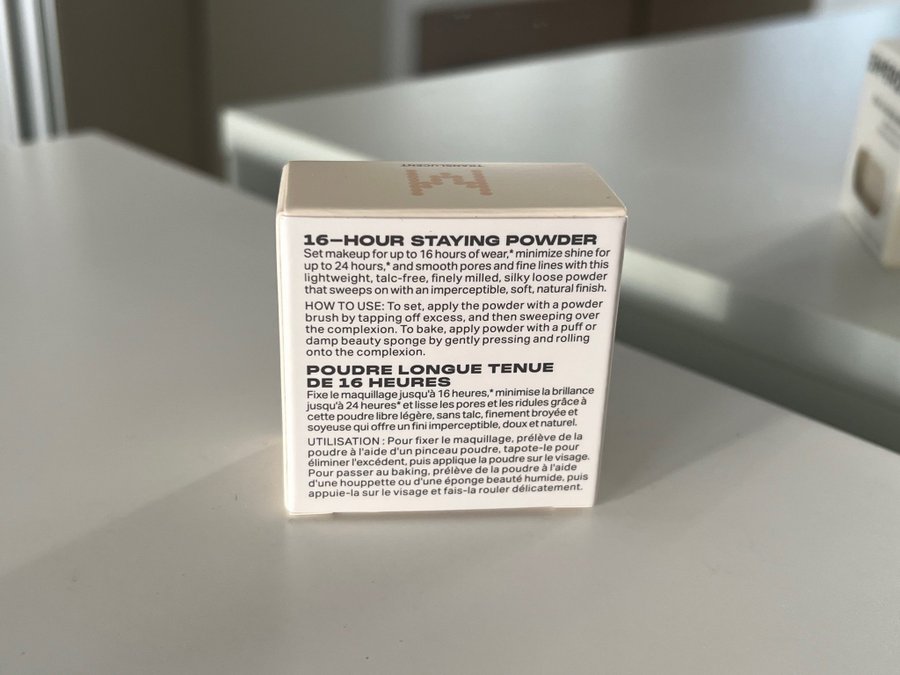 TRANSLUCENT
16–HOUR STAYING POWDER
Set makeup for up to 16 hours of wear,* minimize shine for
up to 24 hours,* and smooth pores and fine lines with this
lightweight, talc-free, finely milled, silky loose powder
that sweeps on with an imperceptible, soft, natural finish.
HOW TO USE: To set, apply the powder with a powder
brush by tapping off excess, and then sweeping over
the complexion. To bake, apply powder with a puff or
damp beauty sponge by gently pressing and rolling
onto the complexion.
POUDRE LONGUE TENUE
DE 16 HEURES
Fixe le maquillage jusqu'à 16 heures,* minimise la brillance
jusqu'à 24 heures* et lisse les pores et les ridules grâce à
cette poudre libre légère, sans talc, finement broyée et
soyeuse qui offre un fini imperceptible, doux et naturel.
UTILISATION : Pour fixer le maquillage, prélève de la
poudre à l'aide d'un pinceau poudre, tapote-le pour
éliminer l'excédent, puis applique la poudre sur le visage.
Pour passer au baking, prélève de la poudre à l'aide
d'une houppette ou d'une éponge beauté humide, puis
appuie-la sur le visage et fais-la rouler délicatement.